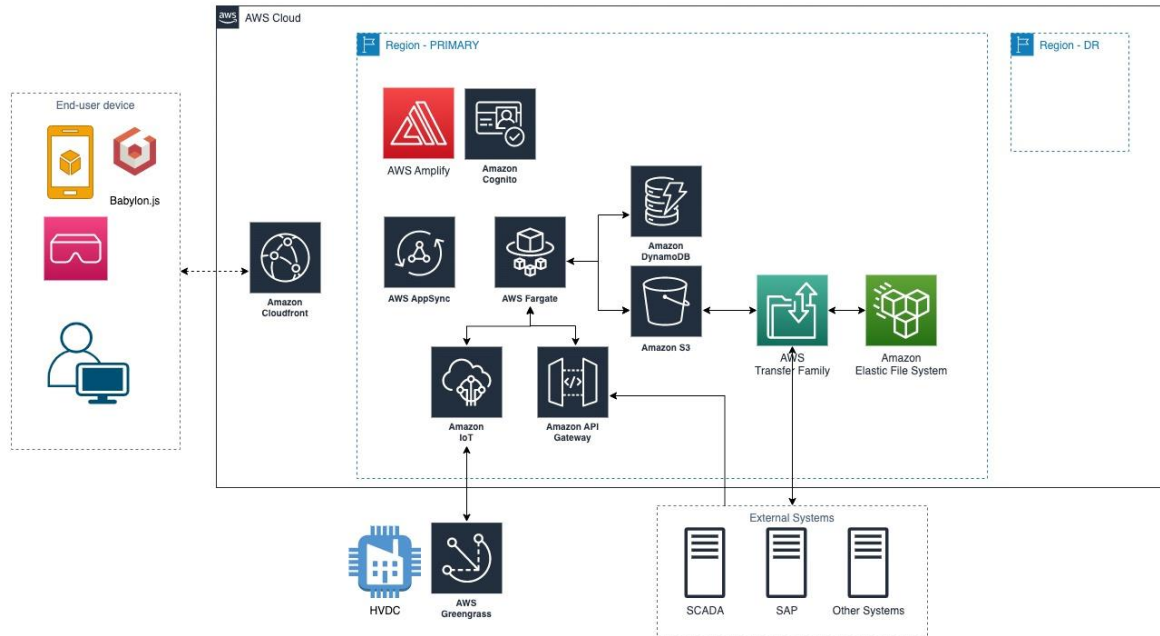 aws
AWS Cloud
Region - PRIMARY
Region - DR
End-user device
Babylon.js
AWS Amplify
Amazon
Cognito
Amazon
Cloudfront
AWS AppSync
AWS Fargate
Amazon
DynamoDB
Amazon S3
AWS
Transfer Family
Amazon
Elastic File System
Amazon
IoT
Amazon API
Gateway
HVDC
AWS
Greengrass
External Systems
SCADA
SAP
Other Systems